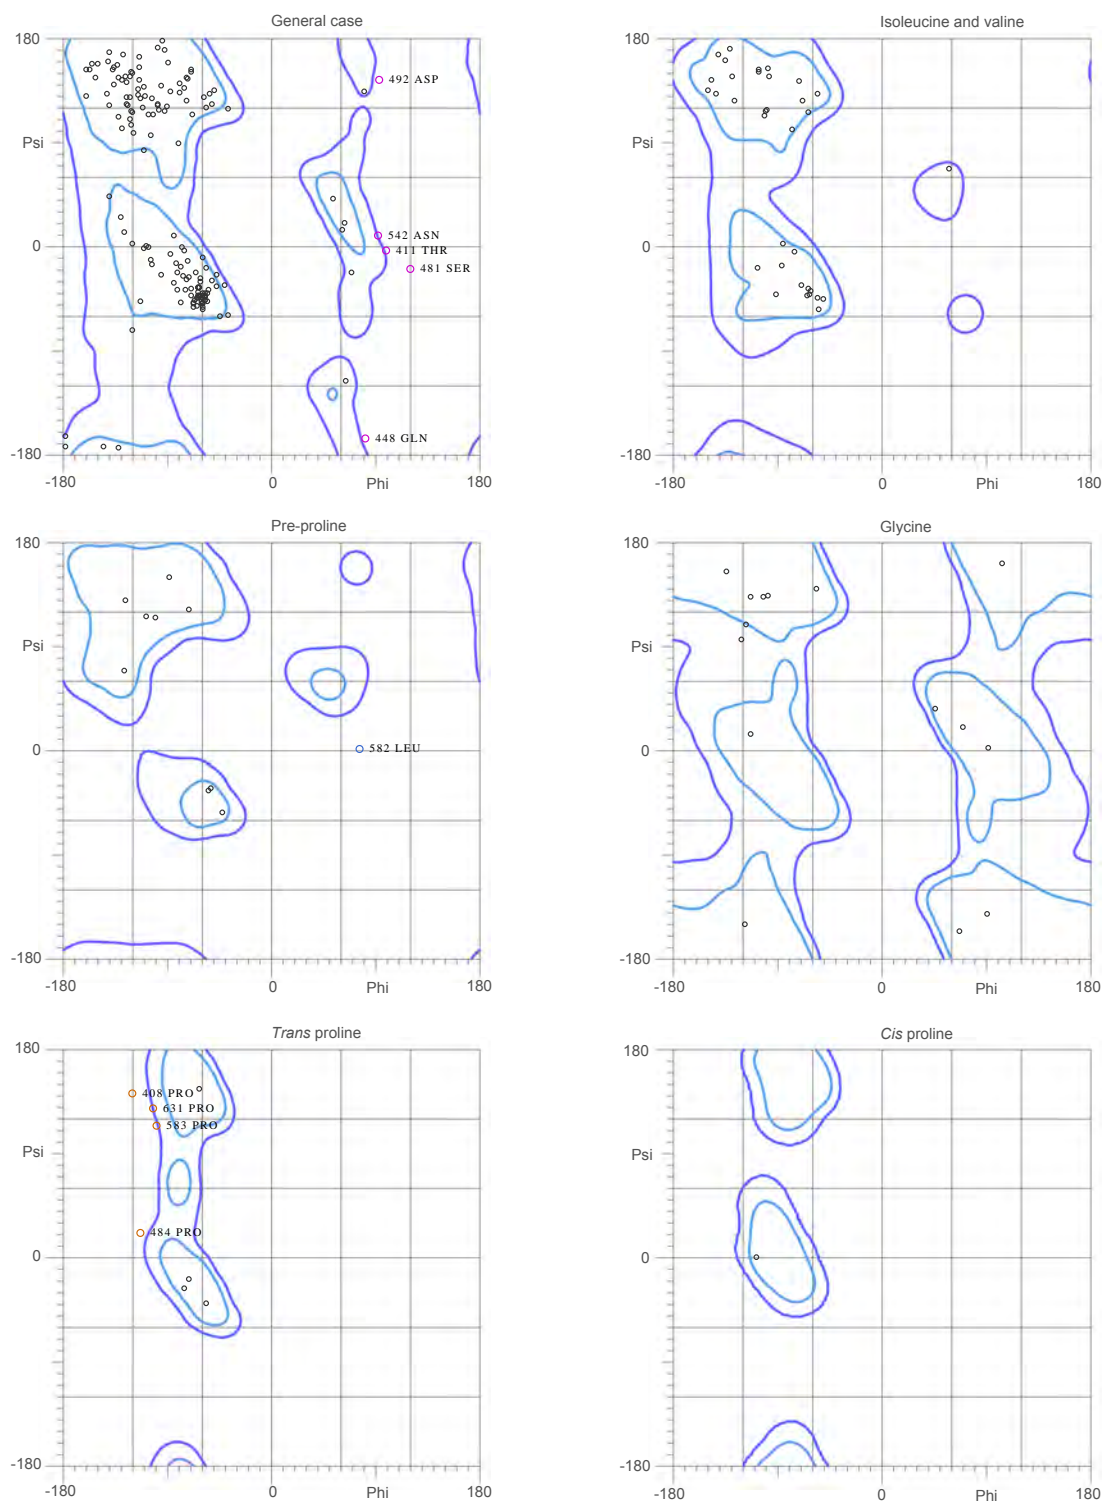 General case
180
Psi
0
-180
-180
0
Phi
180
492 ASP
542 ASN
411 THR
481 SER
448 GLN
Isoleucine and valine
180
Psi
0
-180
-180
0
Phi
180
Pre-proline
180
Psi
0
-180
-180
0
Phi
180
582 LEU
Glycine
180
Psi
0
-180
-180
0
Phi
180
Trans proline
180
Psi
0
-180
-180
0
Phi
180
408 PRO
631 PRO
583 PRO
484 PRO
Cis proline
180
Psi
0
-180
-180
0
Phi
180